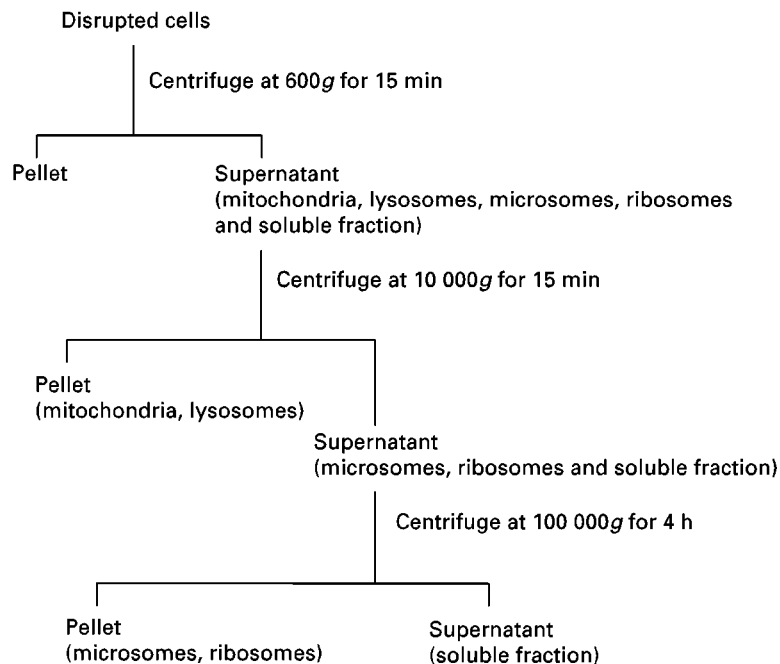 Disrupted cells
Centrifuge at 600g for 15 min
Pellet
Supernatant
(mitochondria, lysosomes, microsomes, ribosomes
and soluble fraction)
Centrifuge at 10 000g for 15 min
Pellet
(mitochondria, lysosomes)
Supernatant
(microsomes, ribosomes and soluble fraction)
Centrifuge at 100 000g for 4 h
Pellet
(microsomes, ribosomes)
Supernatant
(soluble fraction)